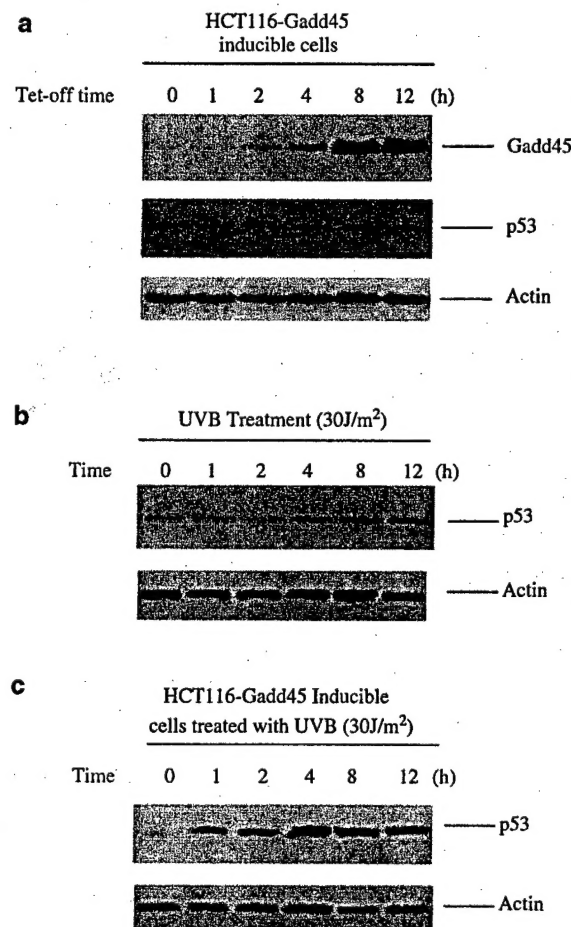 a
HCT116-Gadd45
inducible cells
Tet-off time 0 1 2 4 8 12 (h)
Gadd45
p53
Actin
b
UVB Treatment (30J/m²)
Time 0 1 2 4 8 12 (h)
p53
Actin
c
HCT116-Gadd45 Inducible
cells treated with UVB (30J/m²)
Time 0 1 2 4 8 12 (h)
p53
Actin